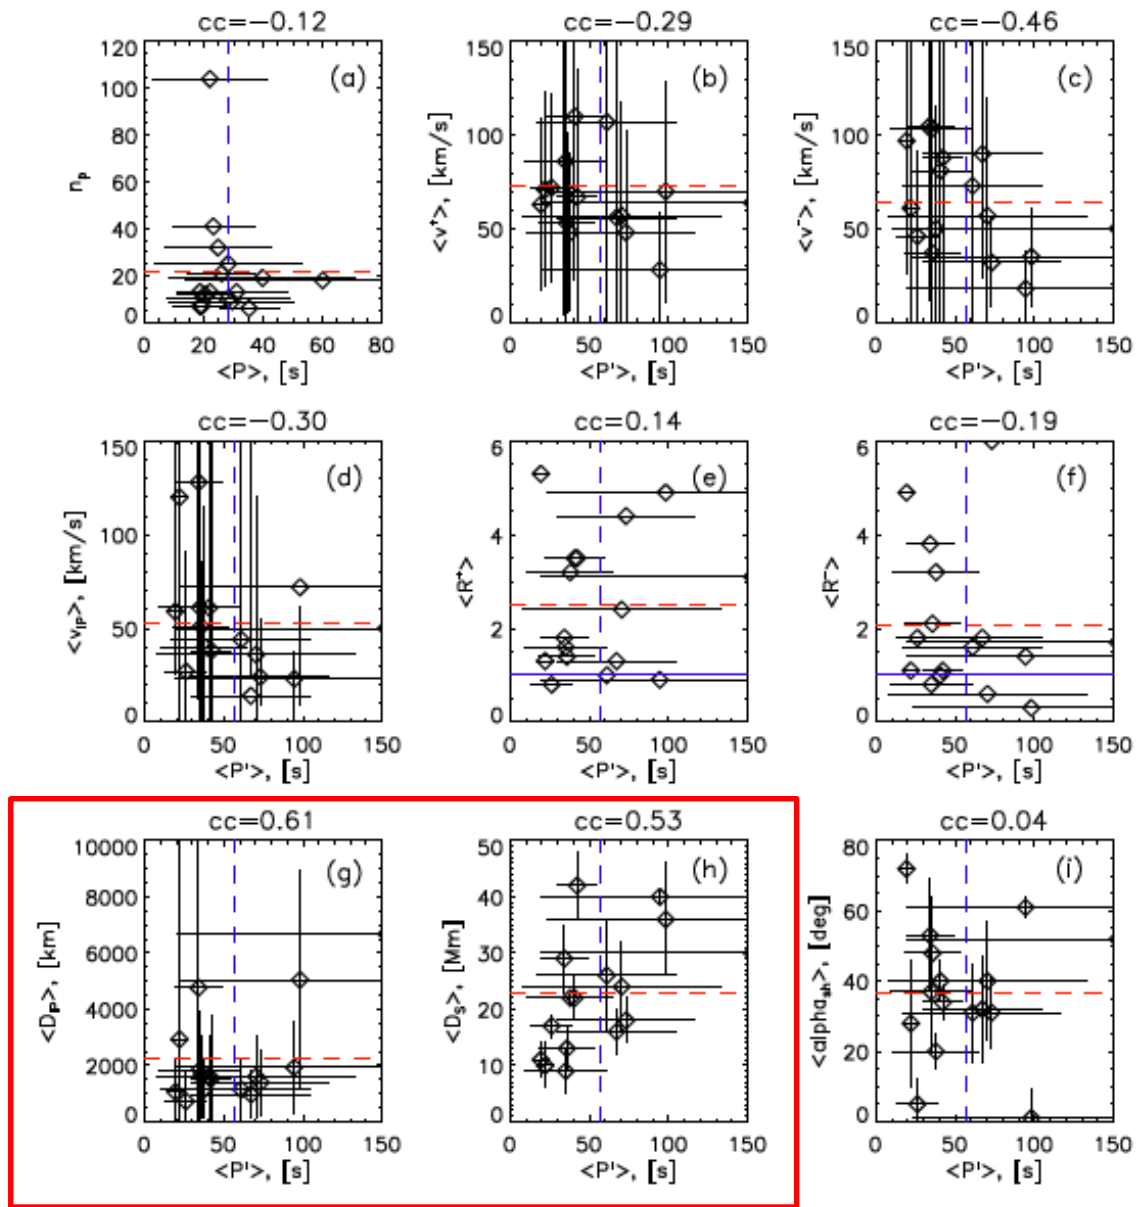 cc=−0.12 cc=−0.29 cc=−0.46
120 100 80 60 40 20 0
n_p
(a)
0 20 40 60 80
<P>, [s]
150 100 50 0
<v⁺>, [km/s]
(b)
0 50 100 150
<P'>, [s]
150 100 50 0
<v⁻>, [km/s]
(c)
0 50 100 150
<P'>, [s]
cc=−0.30 cc=0.14 cc=−0.19
150 100 50 0
<v_IP>, [km/s]
(d)
0 50 100 150
<P'>, [s]
6 4 2 0
<R⁺>
(e)
0 50 100 150
<P'>, [s]
6 4 2 0
<R⁻>
(f)
0 50 100 150
<P'>, [s]
cc=0.61 cc=0.53 cc=0.04
10000 8000 6000 4000 2000 0
<D_P>, [km]
(g)
0 50 100 150
<P'>, [s]
50 40 30 20 10 0
<D_S>, [Mm]
(h)
0 50 100 150
<P'>, [s]
80 60 40 20 0
<alpha_sh>, [deg]
(i)
0 50 100 150
<P'>, [s]